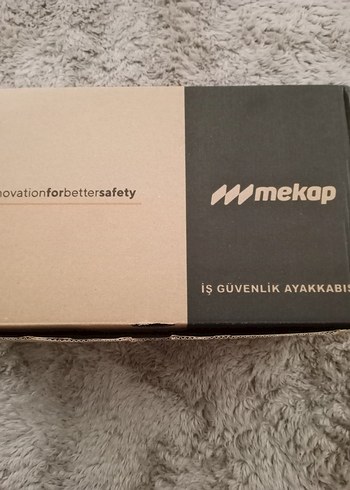 novationforbettersafety
mekap
İŞ GÜVENLİK AYAKKABIS